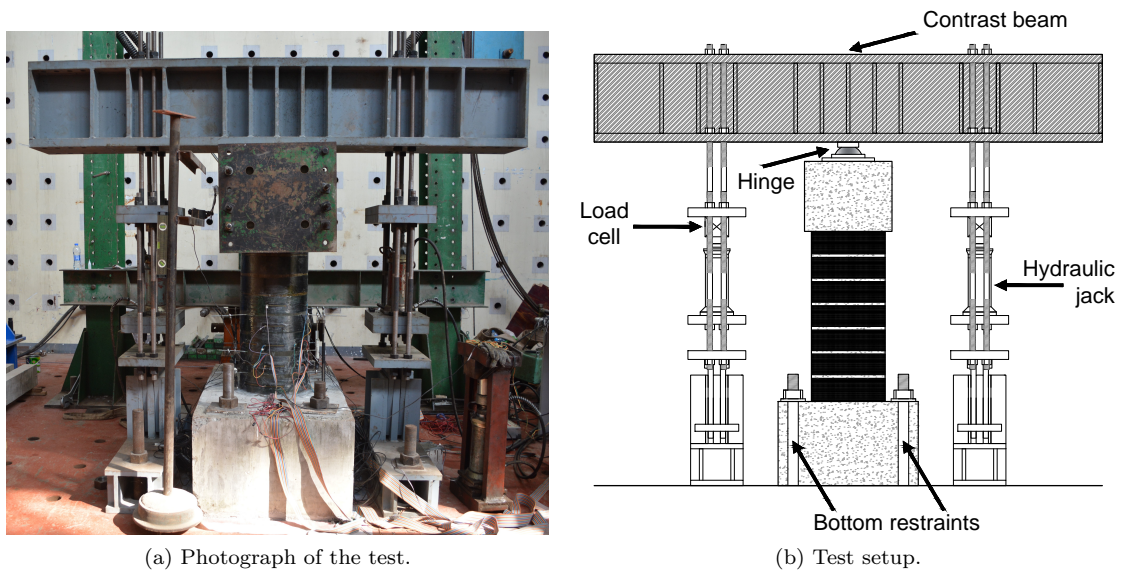 Contrast beam
Hinge
Load
cell
Hydraulic
jack
Bottom restraints
(a) Photograph of the test.
(b) Test setup.